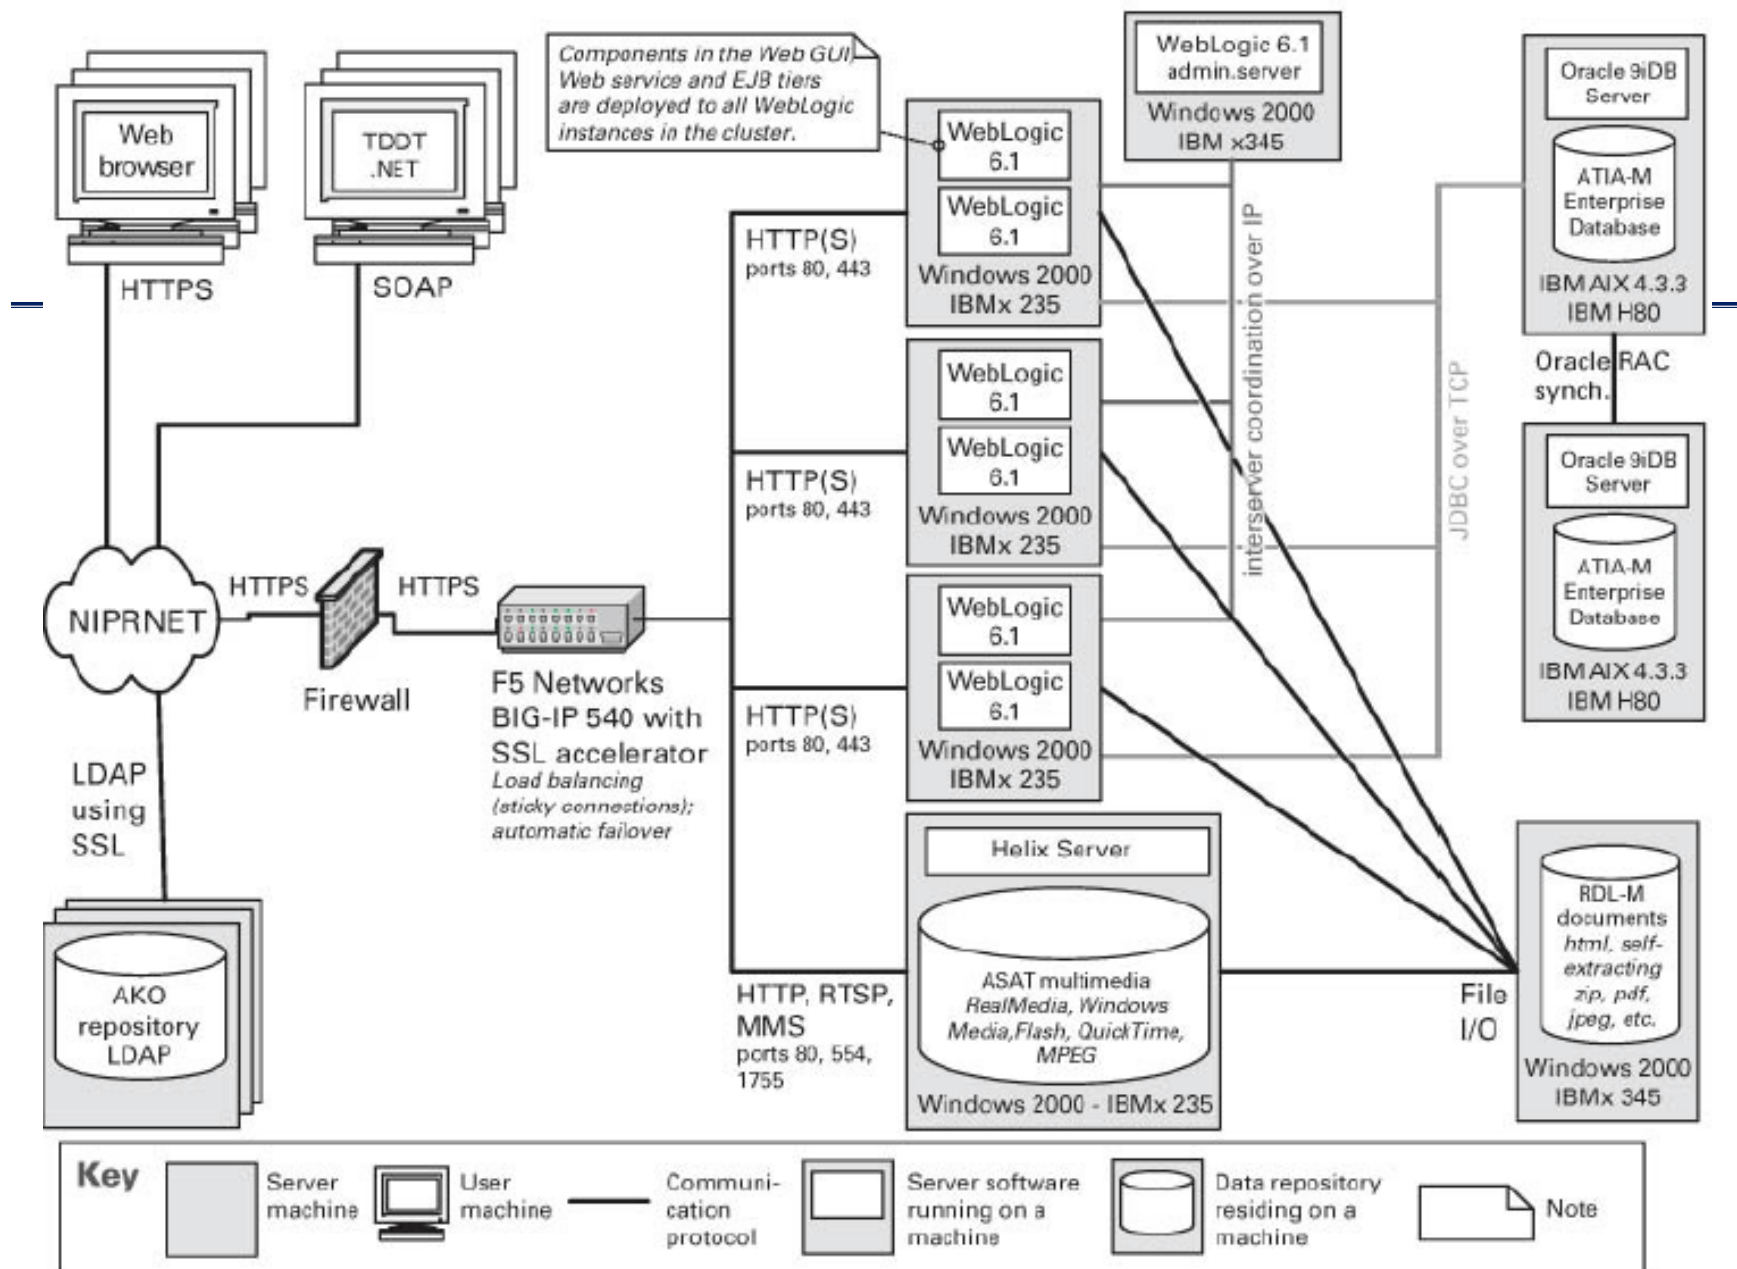 Web
browser
TDDT
.NET
HTTPS
SOAP
Components in the Web GUI,
Web service and EJB tiers
are deployed to all WebLogic
instances in the cluster.
WebLogic 6.1
admin.server
Windows 2000
IBM x345
Oracle 9iDB
Server
ATIA-M
Enterprise
Database
IBM AIX 4.3.3
IBM H80
Oracle RAC
synch.
Oracle 9iDB
Server
ATIA-M
Enterprise
Database
IBM AIX 4.3.3
IBM H80
WebLogic
6.1
WebLogic
6.1
Windows 2000
IBMx 235
HTTP(S)
ports 80, 443
WebLogic
6.1
WebLogic
6.1
Windows 2000
IBMx 235
HTTP(S)
ports 80, 443
WebLogic
6.1
WebLogic
6.1
Windows 2000
IBMx 235
HTTP(S)
ports 80, 443
interserver coordination over IP
JDBC over TCP
NIPRNET
HTTPS
Firewall
HTTPS
F5 Networks
BIG-IP 540 with
SSL accelerator
Load balancing
(sticky connections);
automatic failover
LDAP
using
SSL
AKO
repository
LDAP
HTTP, RTSP,
MMS
ports 80, 554,
1755
Helix Server
ASAT multimedia
RealMedia, Windows
Media,Flash, QuickTime,
MPEG
Windows 2000 - IBMx 235
File
I/O
RDL-M
documents
html, self-
extracting
zip, pdf,
jpeg, etc.
Windows 2000
IBMx 345
Key
Server
machine
User
machine
Communi-
cation
protocol
Server software
running on a
machine
Data repository
residing on a
machine
Note